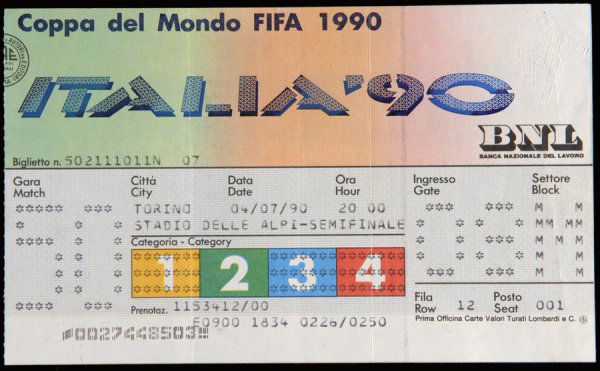 Coppa del Mondo FIFA 1990
ITALIA '90
BNL
BANCA NAZIONALE DEL LAVORO
Biglietto n. 502111011N 07
Gara Match
Città City
Data Date
Ora Hour
Ingresso Gate
Settore Block
TORINO 04/07/90 20 00
STADIO DELLE ALPI-SEMIFINALE
Categoria - Category
1 2 3 4
Prenotaz. 1153412/00
E0900 1834 0226/0250
Fila Row 12 Posto Seat 001
Prima Officina Carte Valori Turati Lombardi e C.
0027448503